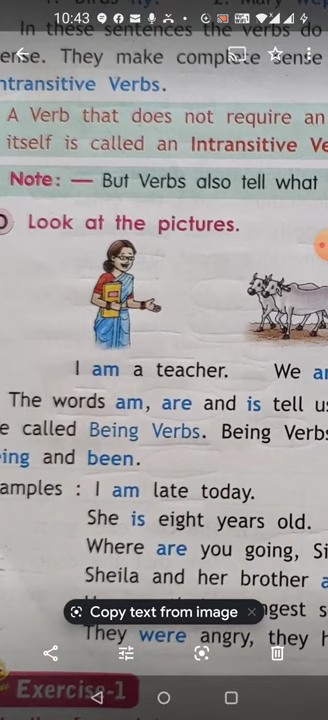 10:43
In these sentences the verbs do
ense. They make complete sense
ntransitive Verbs.
A Verb that does not require an
itself is called an Intransitive Ve
Note: — But Verbs also tell what
Look at the pictures.
I am a teacher. We ar
The words am, are and is tell us
e called Being Verbs. Being Verbs
ing and been.
amples : I am late today.
She is eight years old.
Where are you going, Si
Sheila and her brother a
Copy text from image
ngest s
They were angry, they h
Exercise-1